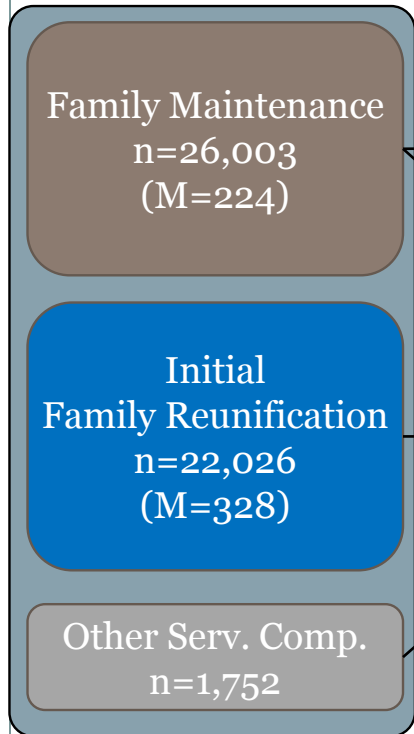 Family Maintenance
n=26,003
(M=224)
Initial
Family Reunification
n=22,026
(M=328)
Other Serv. Comp.
n=1,752